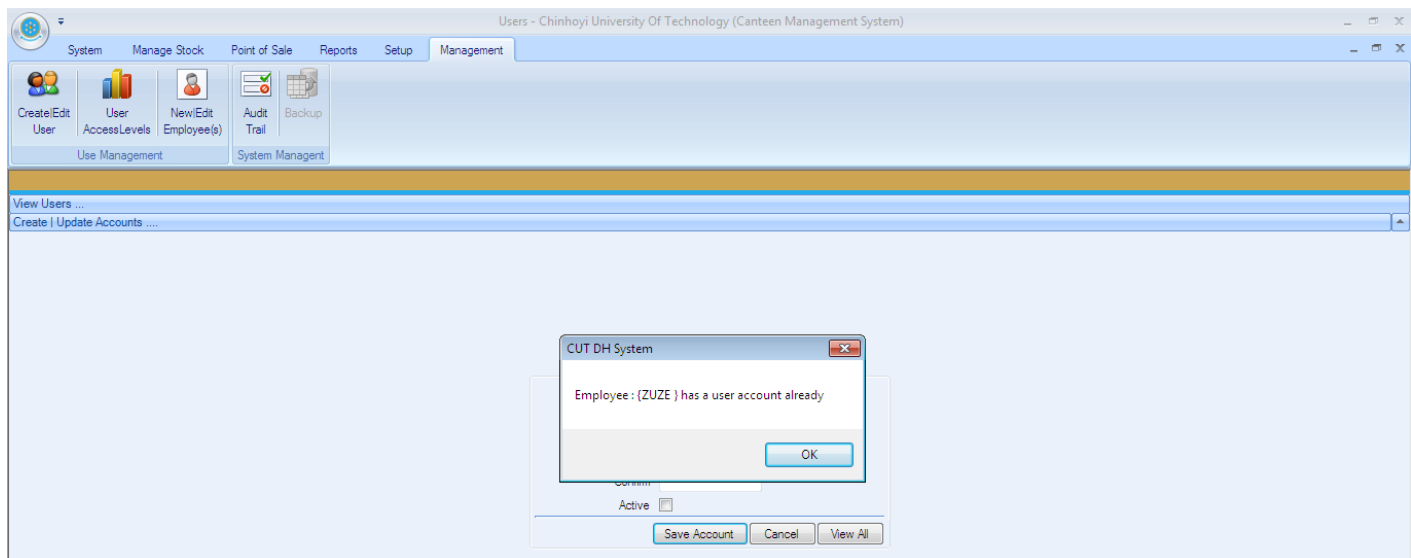 Users - Chinhoyi University Of Technology (Canteen Management System)
System Manage Stock Point of Sale Reports Setup Management
Create|Edit User
User AccessLevels
New|Edit Employee(s)
Audit Trail
Backup
Use Management
System Managent
View Users ...
Create | Update Accounts ....
CUT DH System
Employee : {ZUZE } has a user account already
OK
Confirm
Active
Save Account Cancel View All